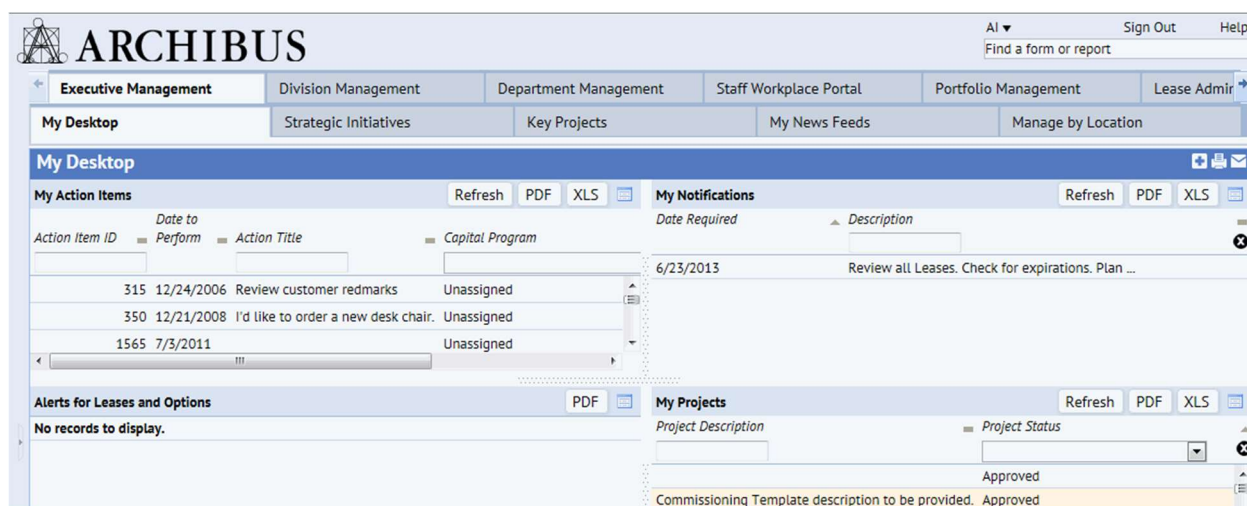 ARCHIBUS
AI Sign Out Help
Find a form or report
Executive Management Division Management Department Management Staff Workplace Portal Portfolio Management Lease Admir
My Desktop Strategic Initiatives Key Projects My News Feeds Manage by Location
My Desktop
My Action Items Refresh PDF XLS
Date to
Action Item ID Perform Action Title Capital Program
315 12/24/2006 Review customer redmarks Unassigned
350 12/21/2008 I'd like to order a new desk chair. Unassigned
1565 7/3/2011 Unassigned
My Notifications Refresh PDF XLS
Date Required Description
6/23/2013 Review all Leases. Check for expirations. Plan ...
Alerts for Leases and Options PDF
No records to display.
My Projects Refresh PDF XLS
Project Description Project Status
Approved
Commissioning Template description to be provided. Approved